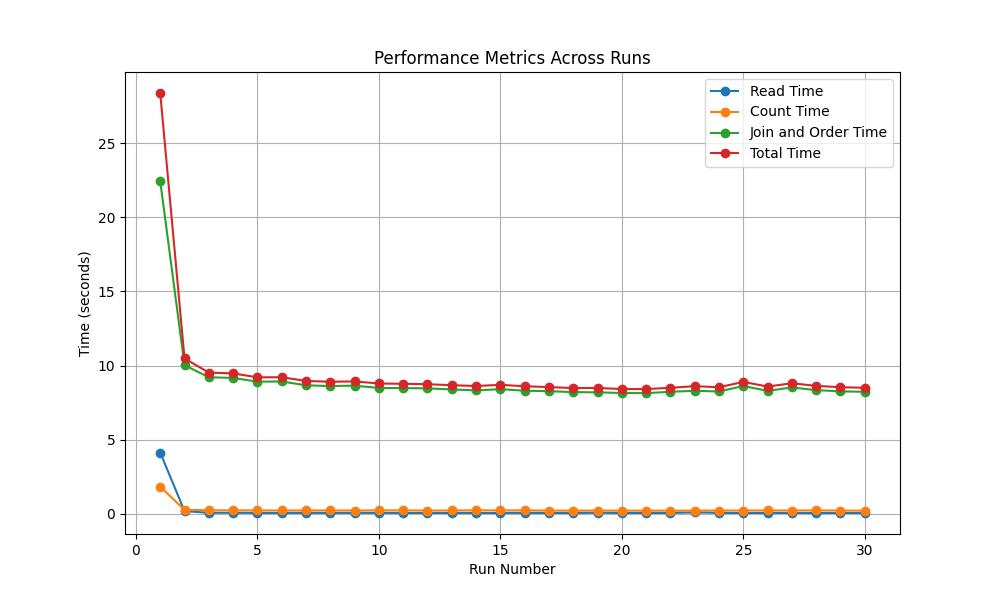 Performance Metrics Across Runs
Read Time
Count Time
Join and Order Time
Total Time
Time (seconds)
25
20
15
10
5
0
0 5 10 15 20 25 30
Run Number